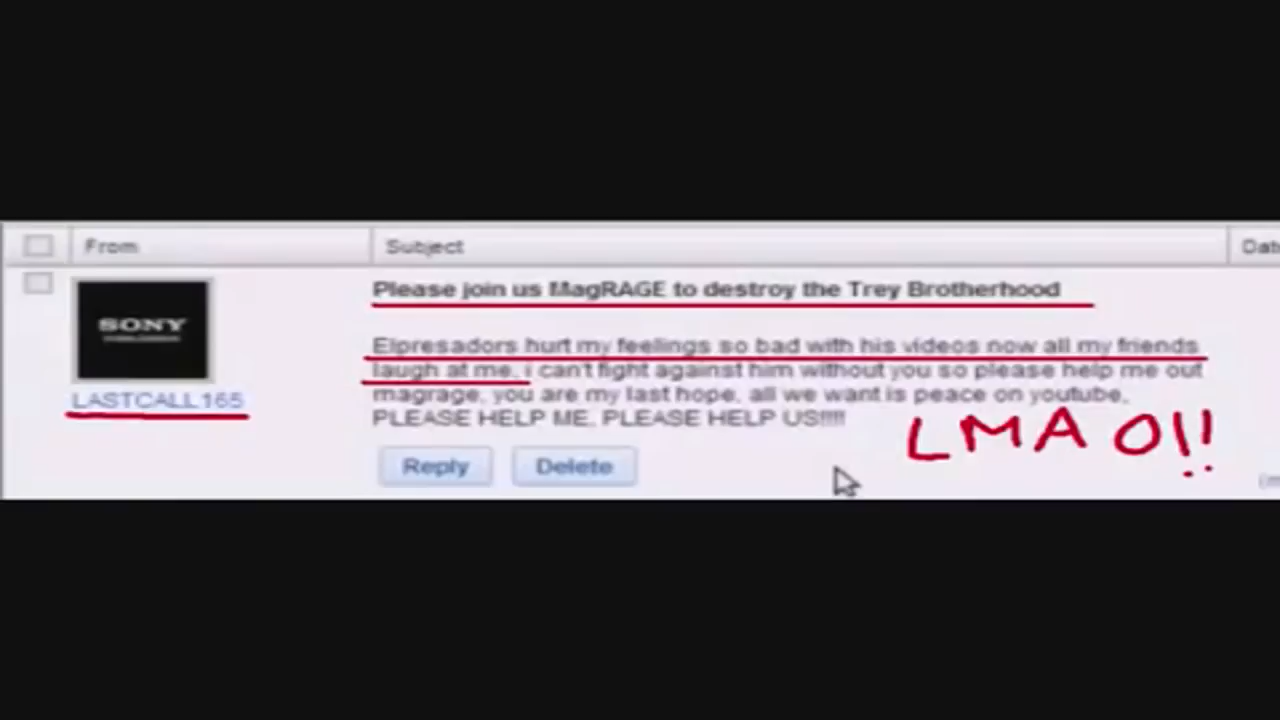 From Subject
SONY
Please join us MagRAGE to destroy the Trey Brotherhood
Elpresadors hurt my feelings so bad with his videos now all my friends
laugh at me, i can't fight against him without you so please help me out
magrage, you are my last hope, all we want is peace on youtube,
LASTCALL165
PLEASE HELP ME, PLEASE HELP US!!!!
LMAO!!
Reply Delete